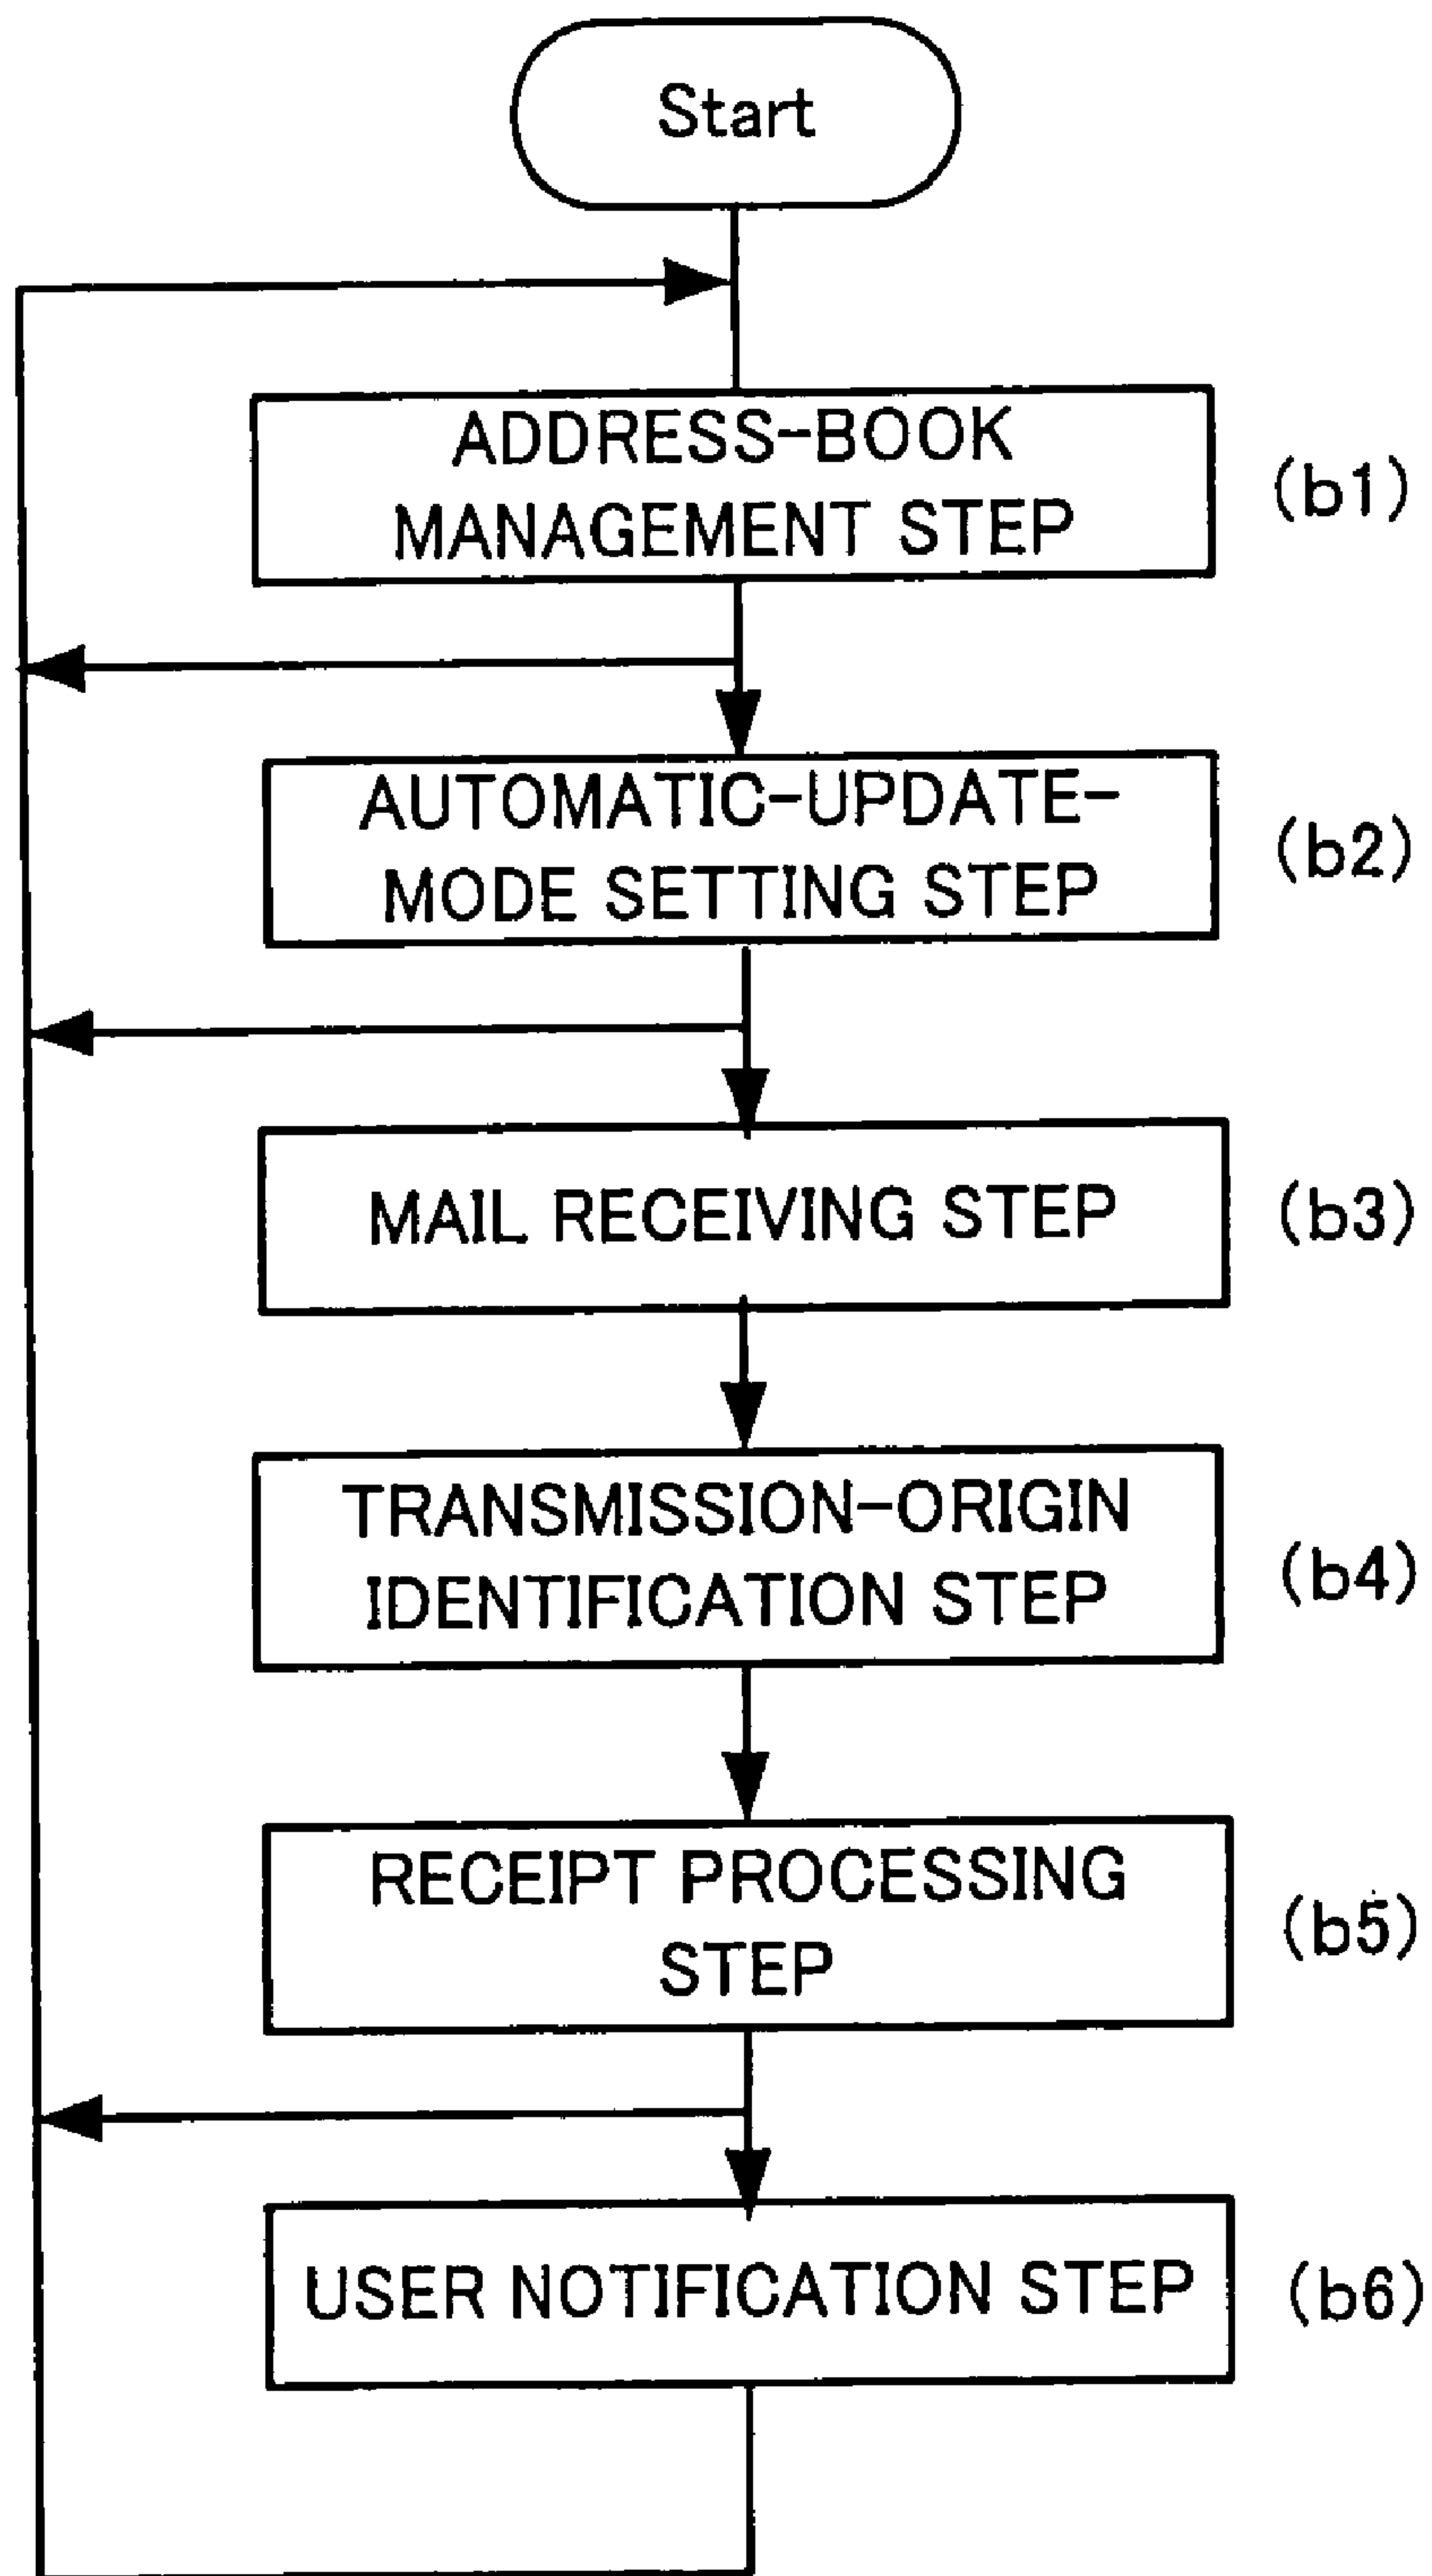 Start
ADDRESS-BOOK
MANAGEMENT STEP
(b1)
AUTOMATIC-UPDATE-
MODE SETTING STEP
(b2)
MAIL RECEIVING STEP
(b3)
TRANSMISSION-ORIGIN
IDENTIFICATION STEP
(b4)
RECEIPT PROCESSING
STEP
(b5)
USER NOTIFICATION STEP
(b6)